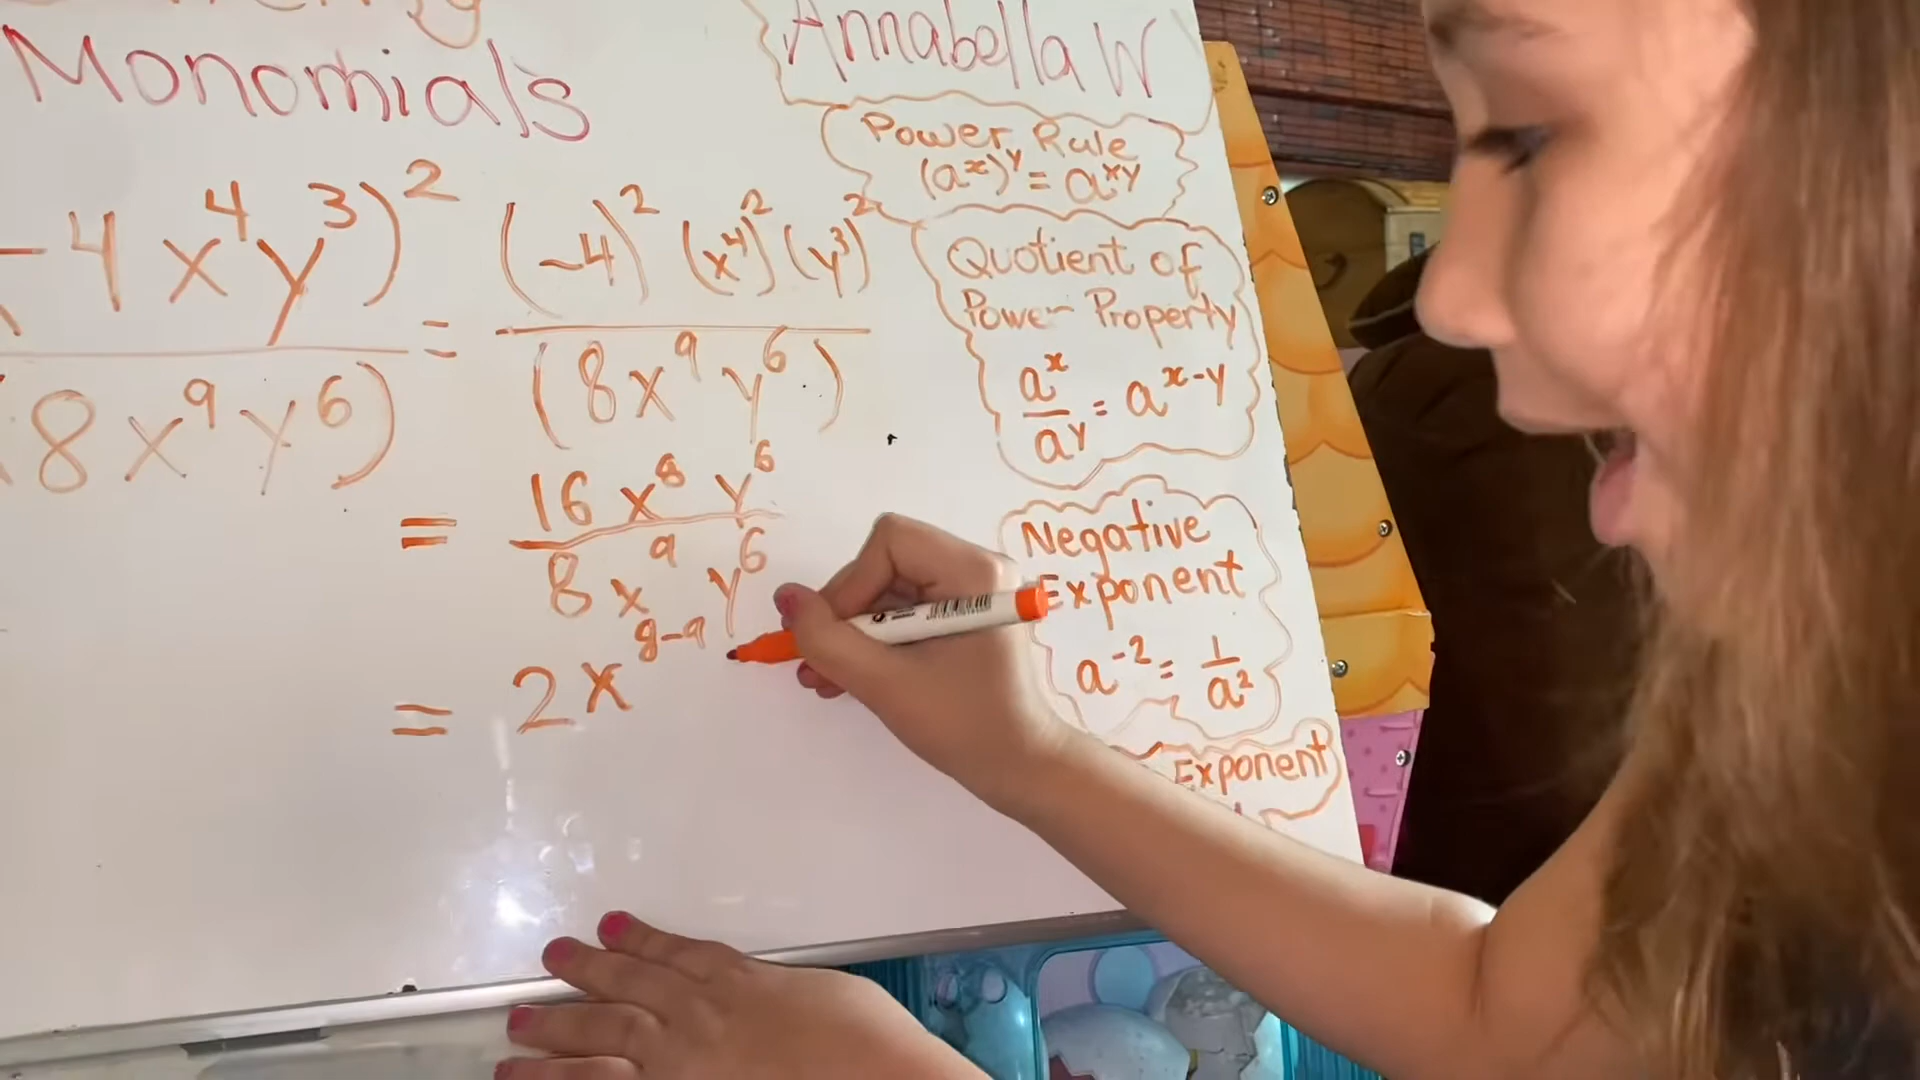 Monomials
Annabella W
Power Rule
(aˣ)ʸ = aˣʸ
Quotient of
Power Property
aˣ/aʸ = aˣ⁻ʸ
Negative
Exponent
a⁻² = 1/a²
Exponent
-4x⁴y³)² / (8x⁹y⁶) = (-4)² (x⁴)² (y³)² / (8x⁹y⁶)
= 16x⁸y⁶ / 8x⁹y⁶
= 2x⁸⁻⁹